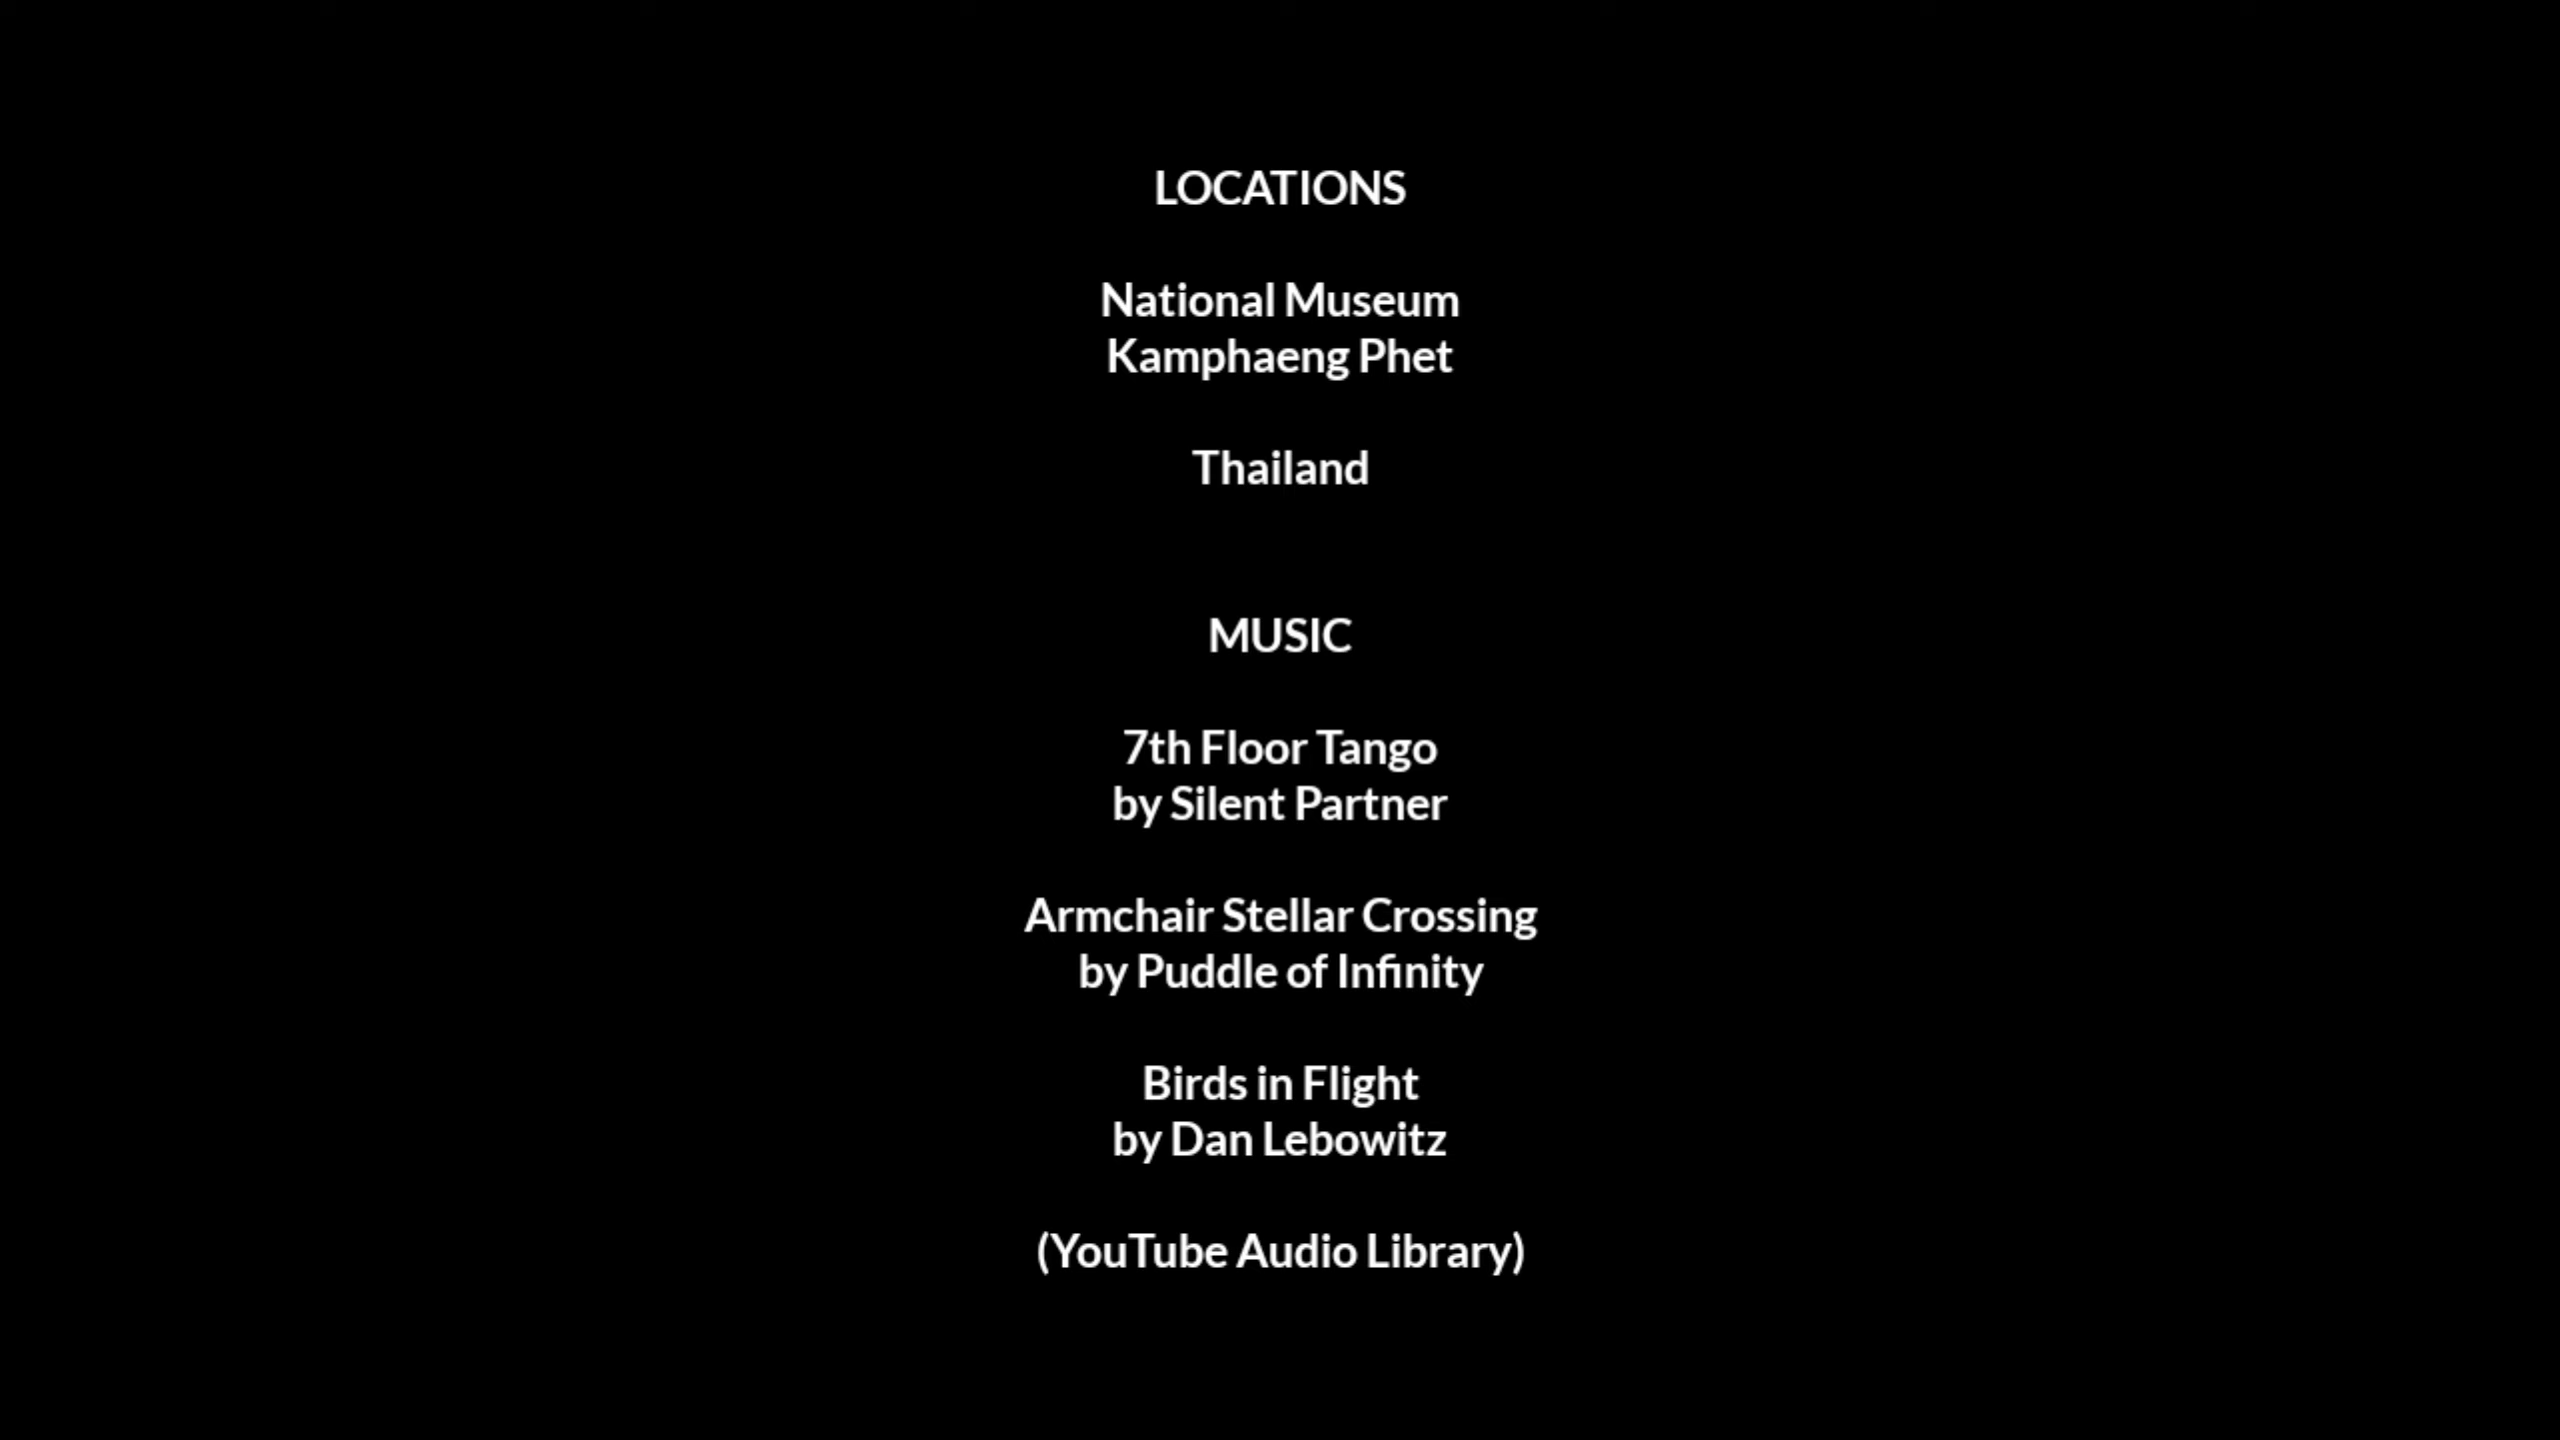 LOCATIONS
National Museum
Kamphaeng Phet
Thailand
MUSIC
7th Floor Tango
by Silent Partner
Armchair Stellar Crossing
by Puddle of Infinity
Birds in Flight
by Dan Lebowitz
(YouTube Audio Library)